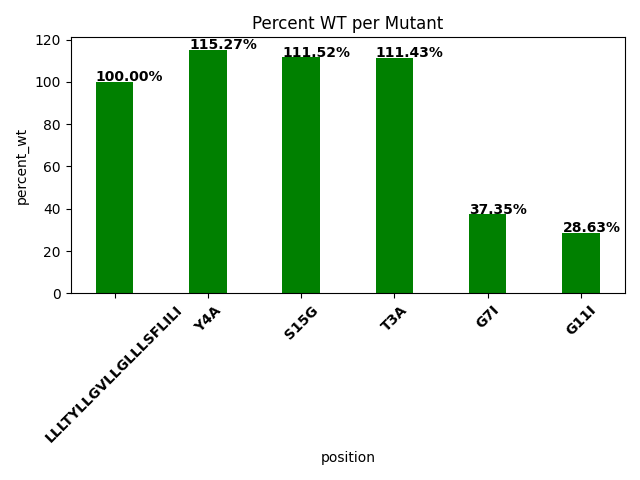 Percent WT per Mutant
percent_wt
120
100
80
60
40
20
0
100.00%
115.27%
111.52%
111.43%
37.35%
28.63%
LLLTYLLGVLLGLLLSFLILI
Y4A
S15G
T3A
G7I
G11I
position